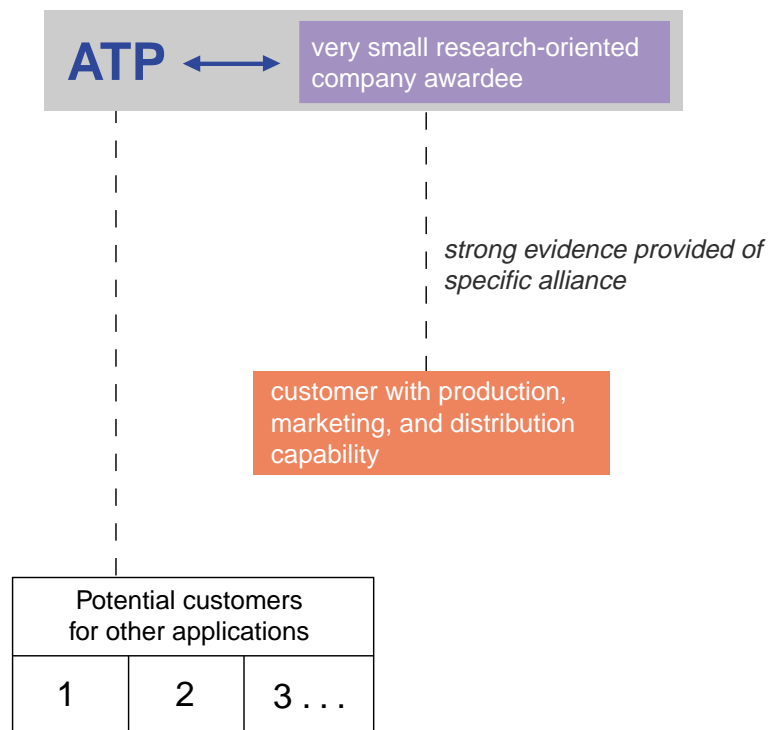 ATP
very small research-oriented
company awardee
strong evidence provided of
specific alliance
customer with production,
marketing, and distribution
capability
Potential customers
for other applications
1
2
3 . . .